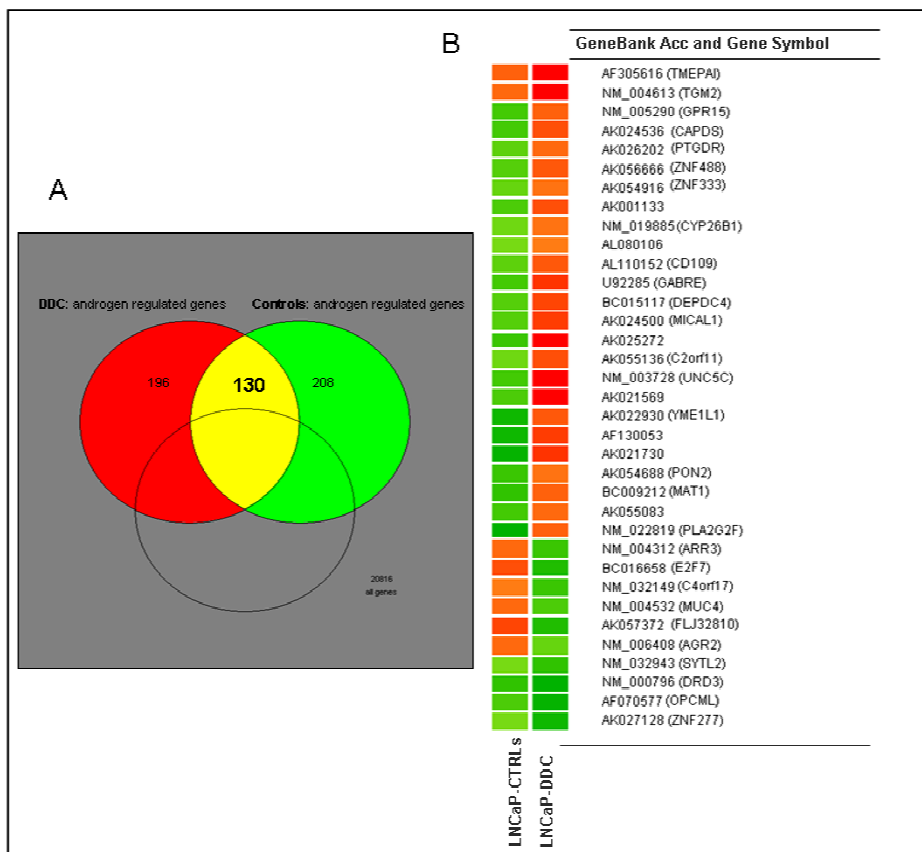 A
DDC: androgen regulated genes
Controls: androgen regulated genes
196
130
208
20816
all genes
B
GeneBank Acc and Gene Symbol
AF305616 (TMEPAI)
NM_004613 (TGM2)
NM_005290 (GPR15)
AK024536 (CAPDS)
AK026202 (PTGDR)
AK056666 (ZNF488)
AK054916 (ZNF333)
AK001133
NM_019885 (CYP26B1)
AL080106
AL110152 (CD109)
U92285 (GABRE)
BC015117 (DEPDC4)
AK024500 (MICAL1)
AK025272
AK055136 (C2orf11)
NM_003728 (UNC5C)
AK021569
AK022930 (YME1L1)
AF130053
AK021730
AK054688 (PON2)
BC009212 (MAT1)
AK055083
NM_022819 (PLA2G2F)
NM_004312 (ARR3)
BC016658 (E2F7)
NM_032149 (C4orf17)
NM_004532 (MUC4)
AK057372 (FLJ32810)
NM_006408 (AGR2)
NM_032943 (SYTL2)
NM_000796 (DRD3)
AF070577 (OPCML)
AK027128 (ZNF277)
LNCaP-CTRLs
LNCaP-DDC